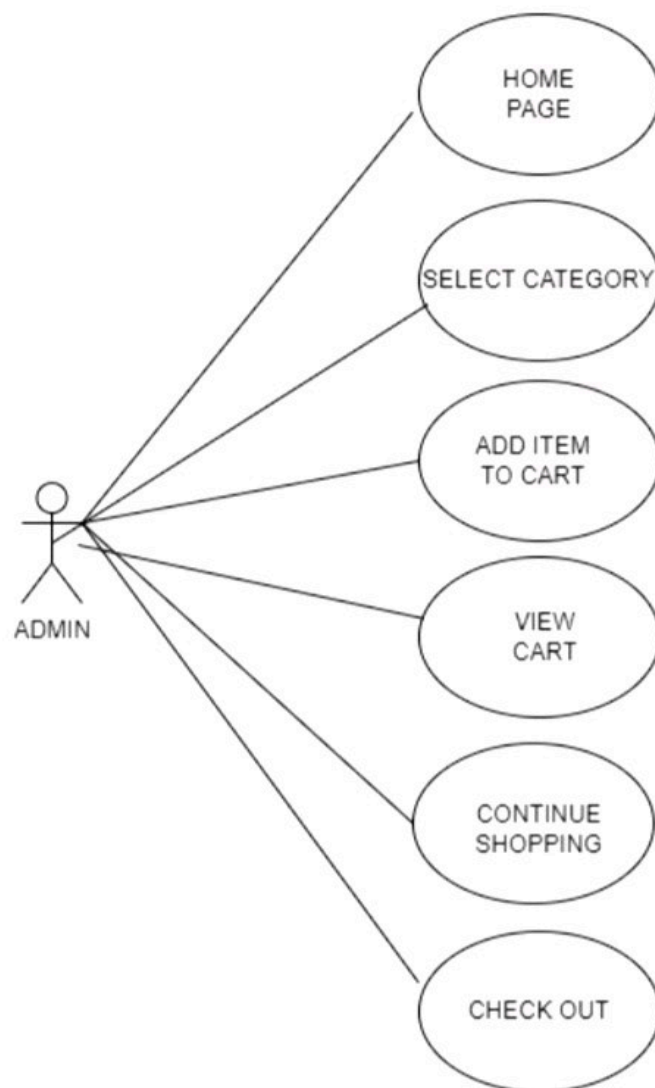 HOME
PAGE
SELECT CATEGORY
ADD ITEM
TO CART
ADMIN
VIEW
CART
CONTINUE
SHOPPING
CHECK OUT